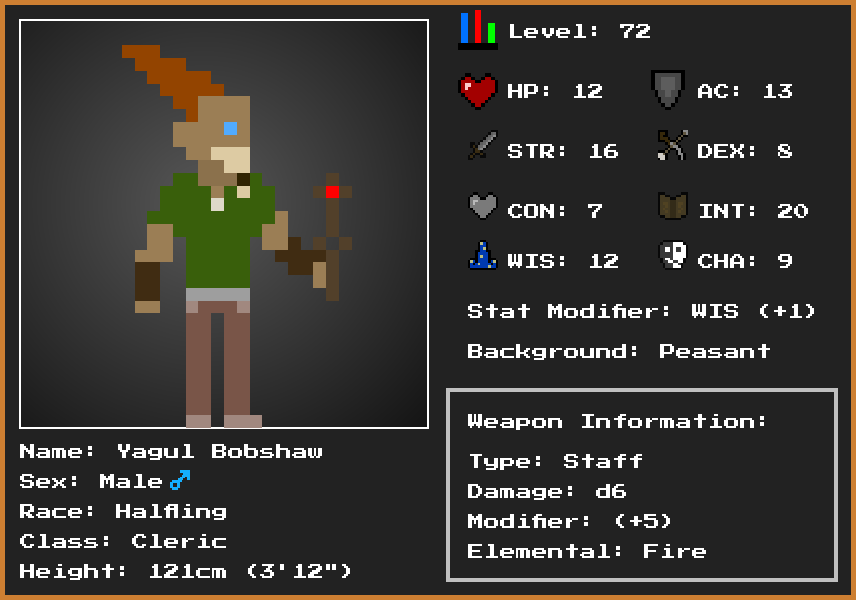 Level: 72
HP: 12
AC: 13
STR: 16
DEX: 8
CON: 7
INT: 20
WIS: 12
CHA: 9
Stat Modifier: WIS (+1)
Background: Peasant
Weapon Information:
Type: Staff
Damage: d6
Modifier: (+5)
Elemental: Fire
Name: Yagul Bobshaw
Sex: Male♂
Race: Halfling
Class: Cleric
Height: 121cm (3'12")